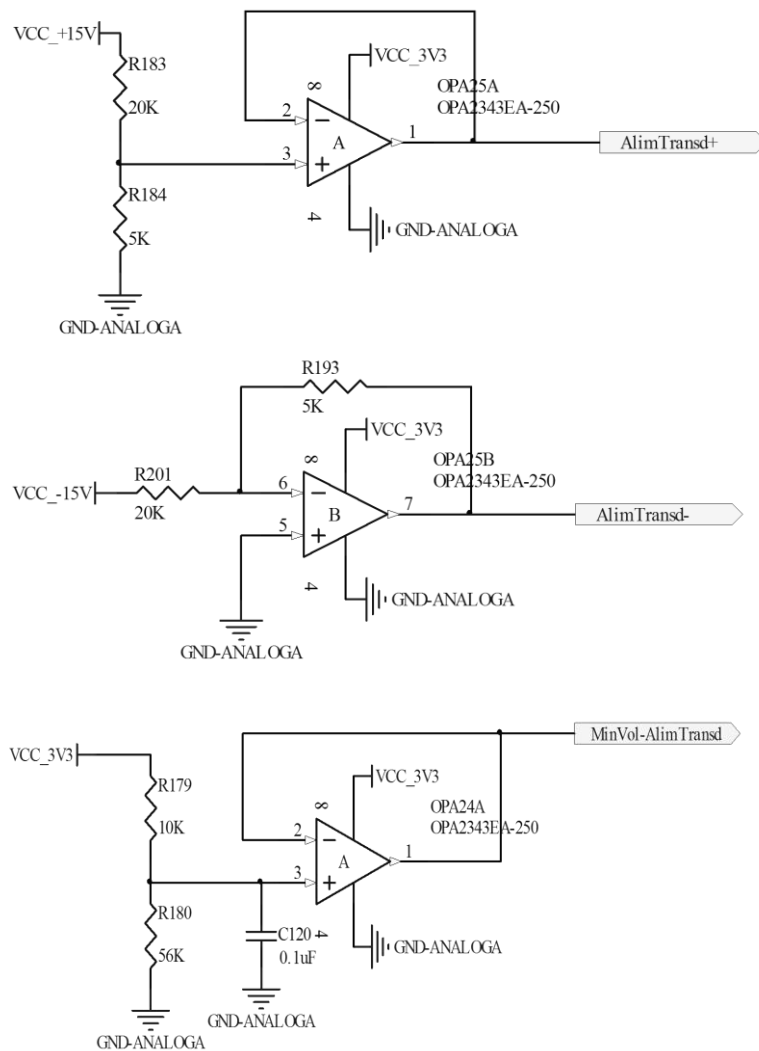 VCC_+15V
R183
20K
R184
5K
GND-ANALOGA
VCC_3V3
8
2
3
A
1
4
OPA25A
OPA2343EA-250
GND-ANALOGA
AlimTransd+
R193
5K
VCC_-15V
R201
20K
VCC_3V3
8
6
5
B
7
4
OPA25B
OPA2343EA-250
GND-ANALOGA
GND-ANALOGA
AlimTransd-
VCC_3V3
R179
10K
R180
56K
GND-ANALOGA
C120
0.1uF
GND-ANALOGA
VCC_3V3
8
2
3
A
1
4
OPA24A
OPA2343EA-250
GND-ANALOGA
MinVol-AlimTransd